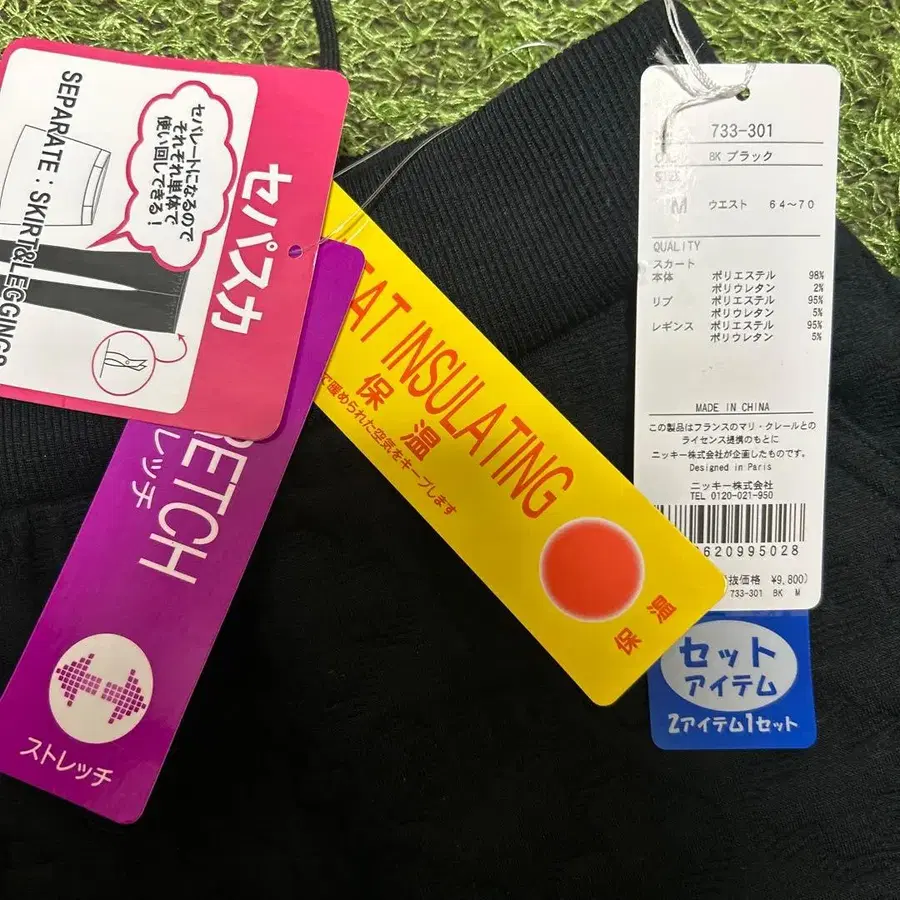 セパスカ
セパレートになるので
それぞれ単体で
使い回しできる!
SEPARATE : SKIRT&LEGGINGS
レッチ
ストレッチ
INSULATING
保温
で暖められた空気をキープします
保温
733-301
BK ブラック
M ウエスト 64~70
QUALITY
スカート
本体 ポリエステル 98%
ポリウレタン 2%
リブ ポリエステル 95%
ポリウレタン 5%
レギンス ポリエステル 95%
ポリウレタン 5%
MADE IN CHINA
この製品はフランスのマリ・クレールとの
ライセンス提携のもとに
ニッキー株式会社が企画したものです。
Designed in Paris
ニッキー株式会社
TEL 0120-021-950
620995028
抜価格 ¥9,800)
733-301 BK M
セット
アイテム
2アイテム1セット